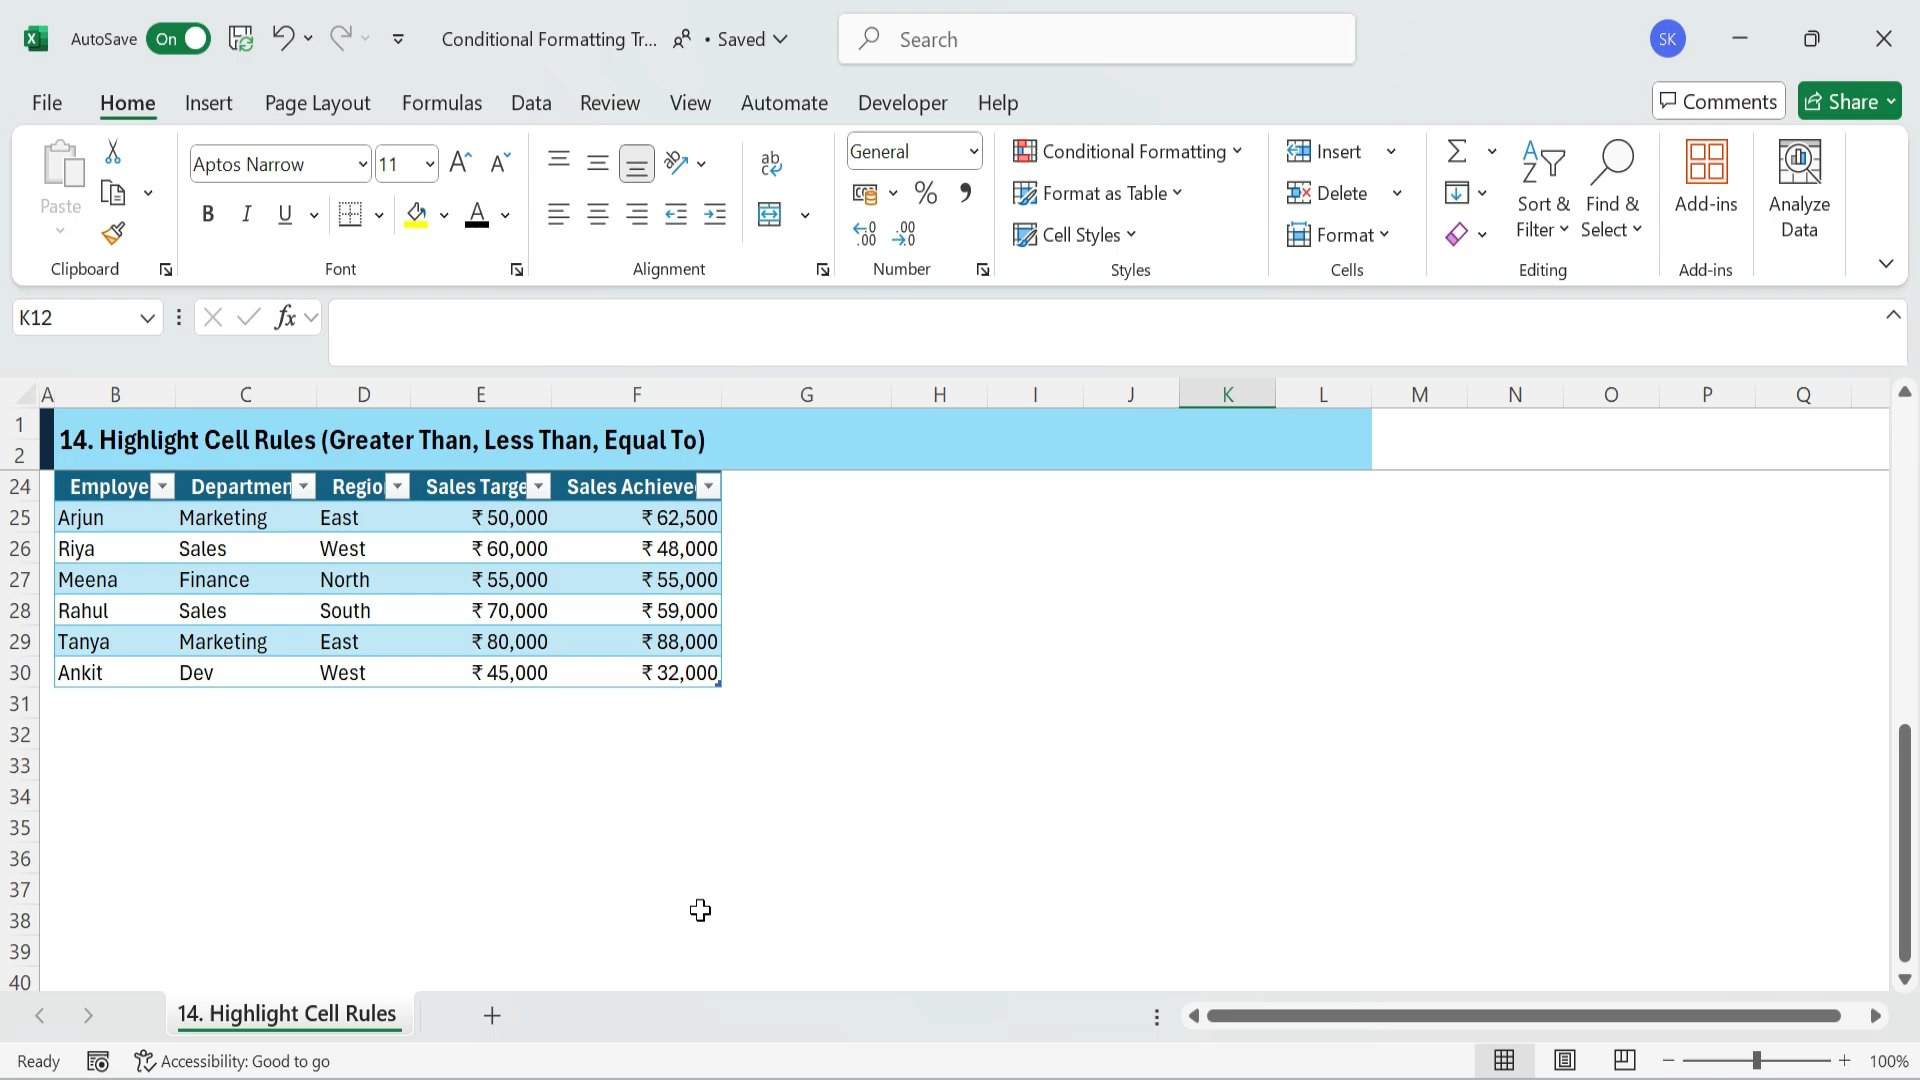 AutoSave On Conditional Formatting Tr... • Saved Search SK
File Home Insert Page Layout Formulas Data Review View Automate Developer Help Comments Share
Paste Aptos Narrow 11 General Conditional Formatting Insert
Format as Table Delete Sort & Filter Find & Select Add-ins Analyze Data
B I U A Cell Styles Format
Clipboard Font Alignment Number Styles Cells Editing Add-ins
K12 fx
A B C D E F G H I J K L M N O P Q
1 14. Highlight Cell Rules (Greater Than, Less Than, Equal To)
2
24 Employe Departmen Regio Sales Targe Sales Achieve
25 Arjun Marketing East ₹ 50,000 ₹ 62,500
26 Riya Sales West ₹ 60,000 ₹ 48,000
27 Meena Finance North ₹ 55,000 ₹ 55,000
28 Rahul Sales South ₹ 70,000 ₹ 59,000
29 Tanya Marketing East ₹ 80,000 ₹ 88,000
30 Ankit Dev West ₹ 45,000 ₹ 32,000
31
32
33
34
35
36
37
38
39
40
14. Highlight Cell Rules
Ready Accessibility: Good to go 100%